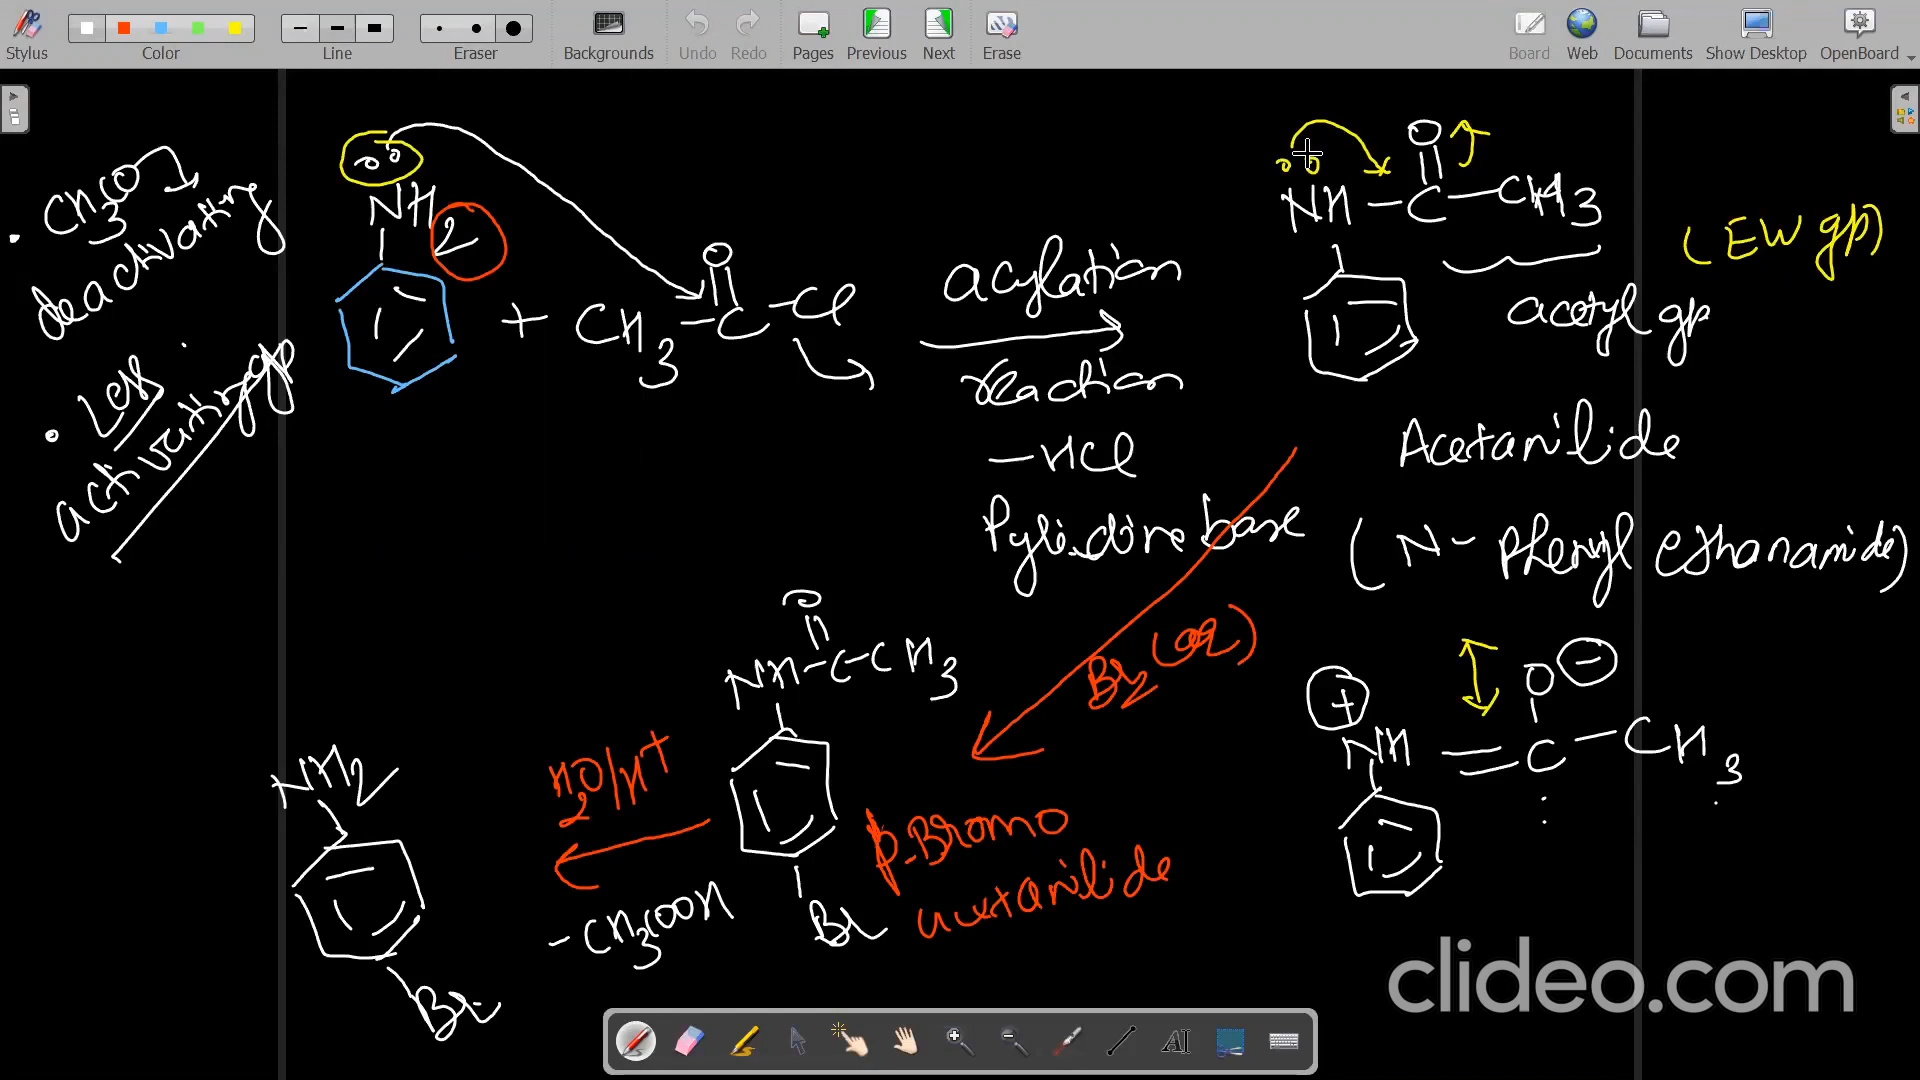 Stylus
Color
Line
Eraser
Backgrounds
Undo
Redo
Pages
Previous
Next
Erase
Board
Web
Documents
Show Desktop
OpenBoard
• CH3CO →
deactivating
• Less
activating gp
NH2
+ CH3 - C - Cl
O
acylation
reaction
- HCl
Pyridine base
O
NH - C - CH3
(EW gp)
acetyl gp
Acetanilide
(N- Phenyl ethanamide)
Br2 (aq)
O
NH - C - CH3
Br
p-Bromo
acetanilide
H2O/H+
- CH3COOH
NH2
Br
+
O -
NH = C - CH3
clideo.com